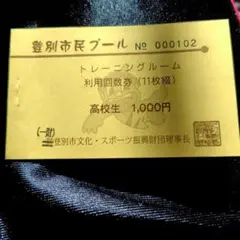 登別市民プール № 000102
トレーニングルーム
利用回数券 (11枚綴)
高校生 1,000円
(一財)
登別市文化・スポーツ振興財団理事長